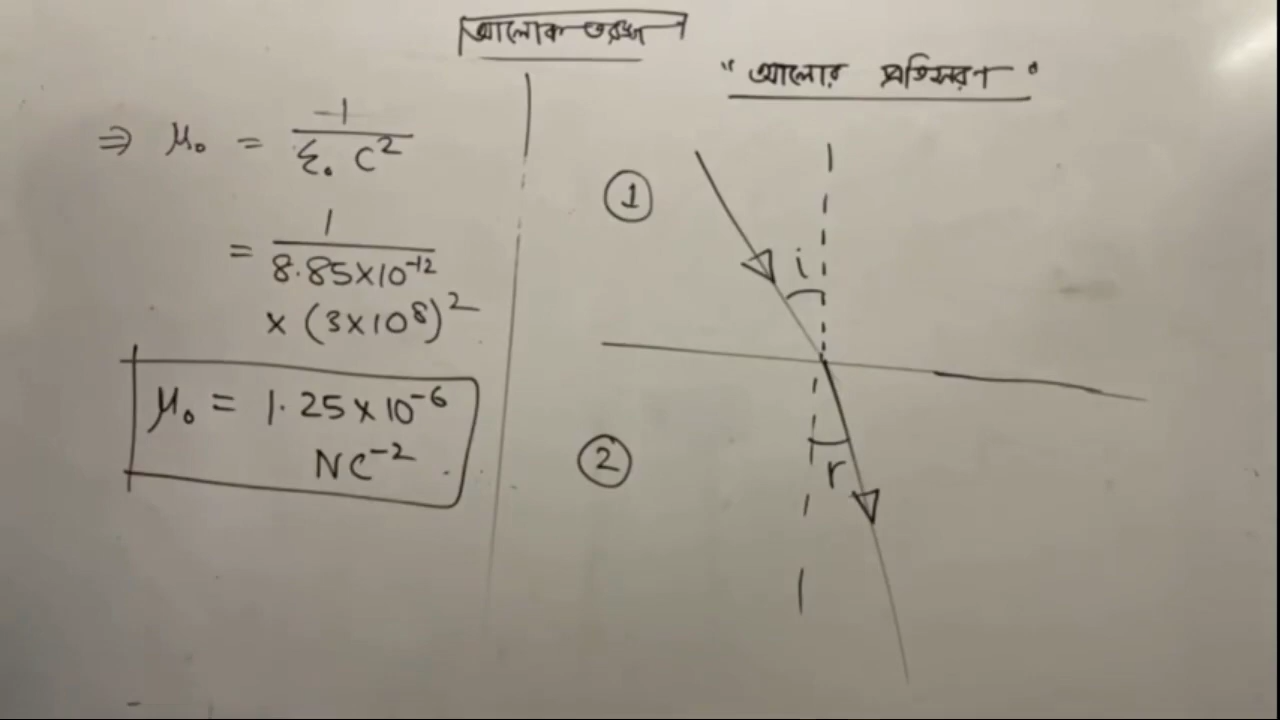 আলোক তরঙ্গ
⇒ μ₀ = 1
ε₀ C²
= 1
8.85×10⁻¹²
× (3×10⁸)²
μ₀ = 1.25×10⁻⁶
NC⁻²
"আলোর প্রতিসরণ"
1
i
2
r